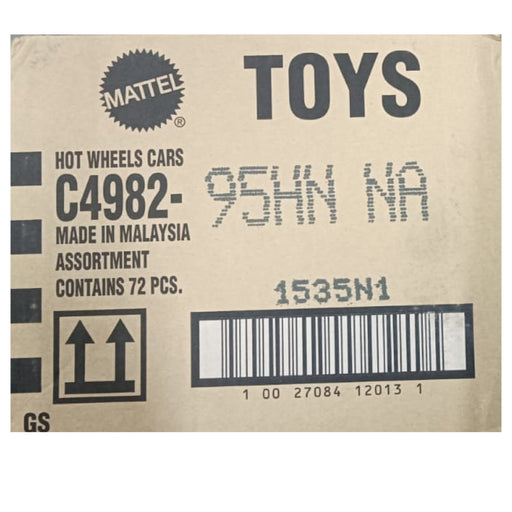 MATTEL
®
TOYS
HOT WHEELS CARS
C4982-
95HN NA
MADE IN MALAYSIA
ASSORTMENT
CONTAINS 72 PCS.
1535N1
1 00 27084 12013 1
GS